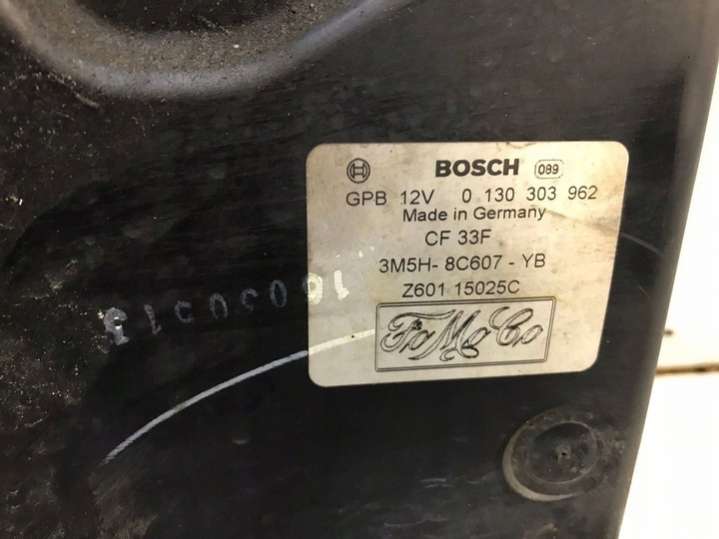 BOSCH 089
GPB 12V 0 130 303 962
Made in Germany
CF 33F
3M5H- 8C607 - YB
Z601 15025C
FoMoCo